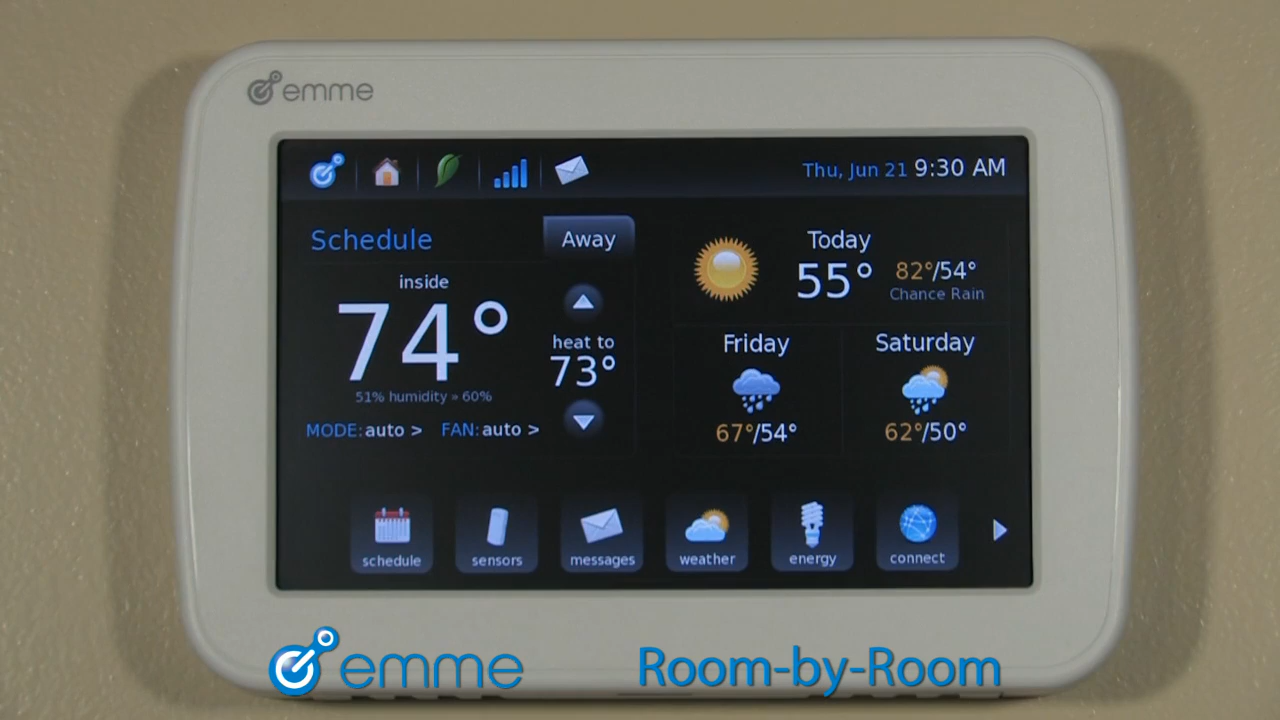 emme
Thu, Jun 21 9:30 AM
Schedule
Away
inside
74°
51% humidity » 60%
heat to
73°
MODE: auto >
FAN: auto >
Today
55°
82°/54°
Chance Rain
Friday
67°/54°
Saturday
62°/50°
schedule
sensors
messages
weather
energy
connect
emme
Room-by-Room